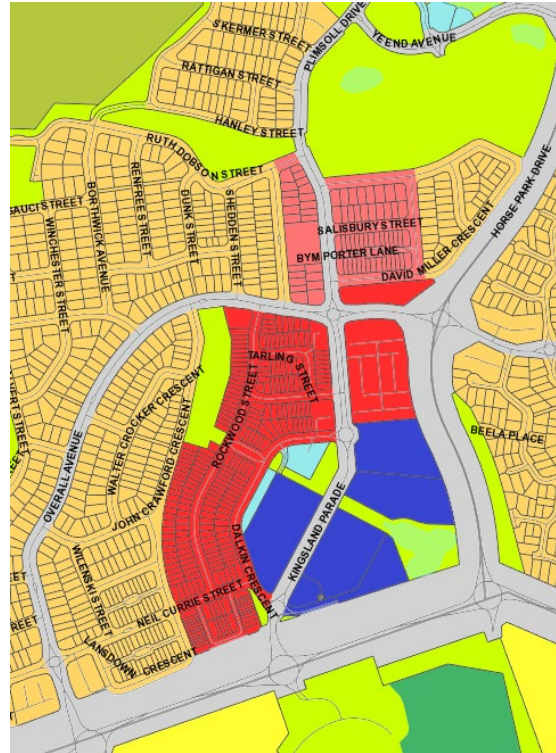 SKERMER STREET
PLIMSOLL DRIVE
YEEND AVENUE
RATTIGAN STREET
HANLEY STREET
RUTH DOBSON STREET
RENFREE STREET
BORTHWICK AVENUE
DUNK STREET
SHEDDEN STREET
GAUCI STREET
WINCHESTER STREET
SALISBURY STREET
BYM PORTER LANE
HORSE PARK DRIVE
DAVID MILLER CRESCENT
TARLING STREET
ROCKWOOD STREET
WALTER CROCKER CRESCENT
JOHN CRAWFORD CRESCENT
OVERALL AVENUE
STREET
BEELA PLACE
KINGSLAND PARADE
DALKIN CRESCENT
WILENSKI STREET
NEIL CURRIE STREET
LANSDOWN CRESCENT